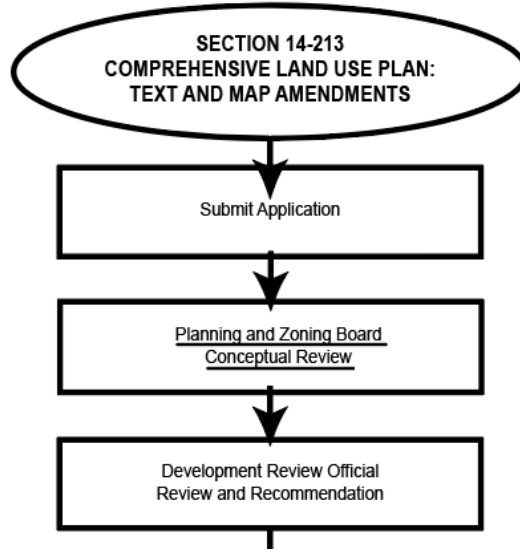 SECTION 14-213
COMPREHENSIVE LAND USE PLAN:
TEXT AND MAP AMENDMENTS
Submit Application
Planning and Zoning Board
Conceptual Review
Development Review Official
Review and Recommendation